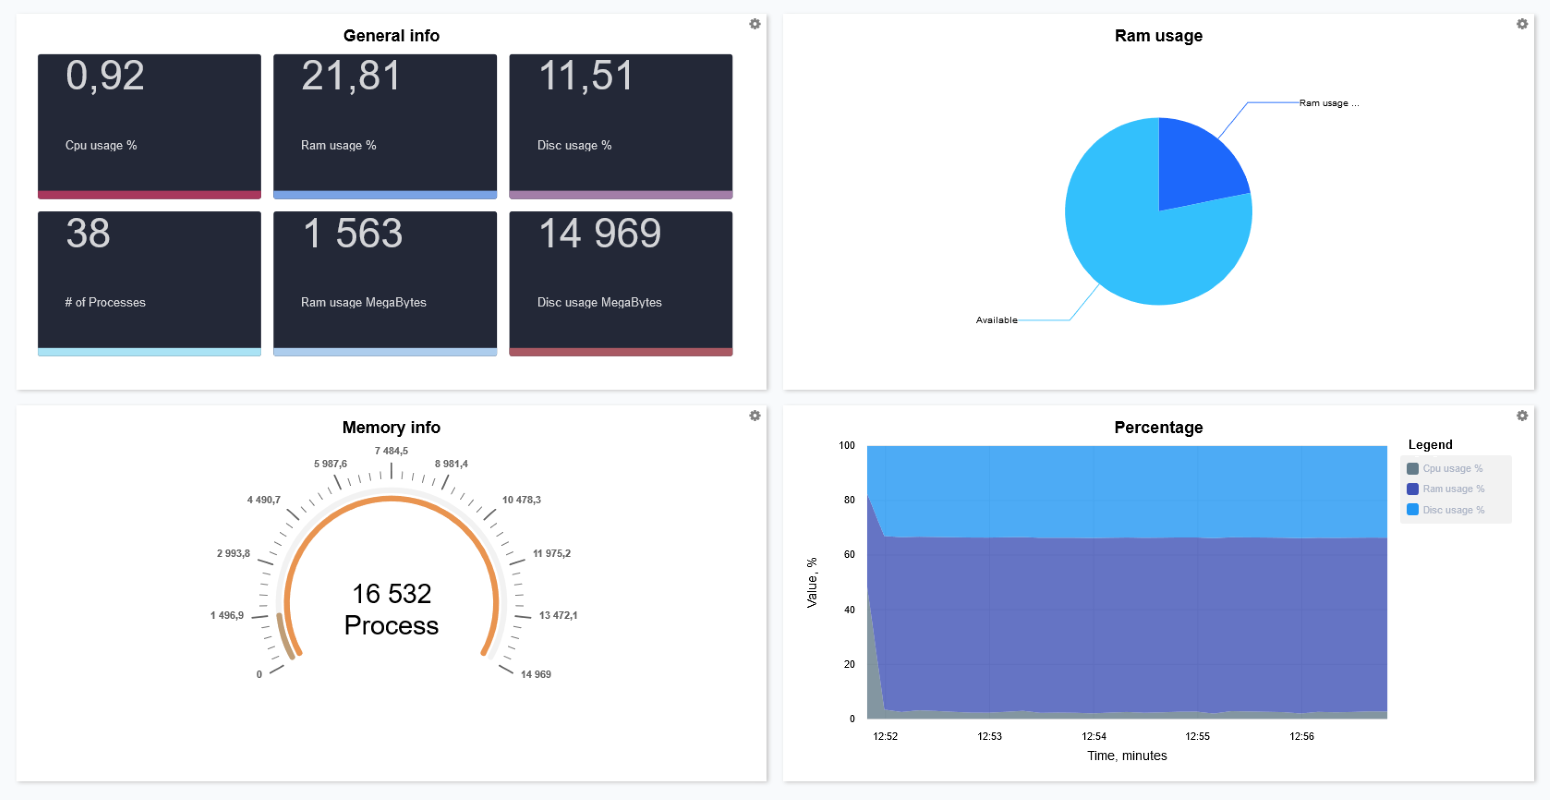 General info
0,92
Cpu usage %
21,81
Ram usage %
11,51
Disc usage %
38
# of Processes
1 563
Ram usage MegaBytes
14 969
Disc usage MegaBytes
Ram usage
Ram usage ...
Available
Memory info
0
1 496,9
2 993,8
4 490,7
5 987,6
7 484,5
8 981,4
10 478,3
11 975,2
13 472,1
14 969
16 532
Process
Percentage
Value, %
100
80
60
40
20
0
12:52
12:53
12:54
12:55
12:56
Time, minutes
Legend
Cpu usage %
Ram usage %
Disc usage %